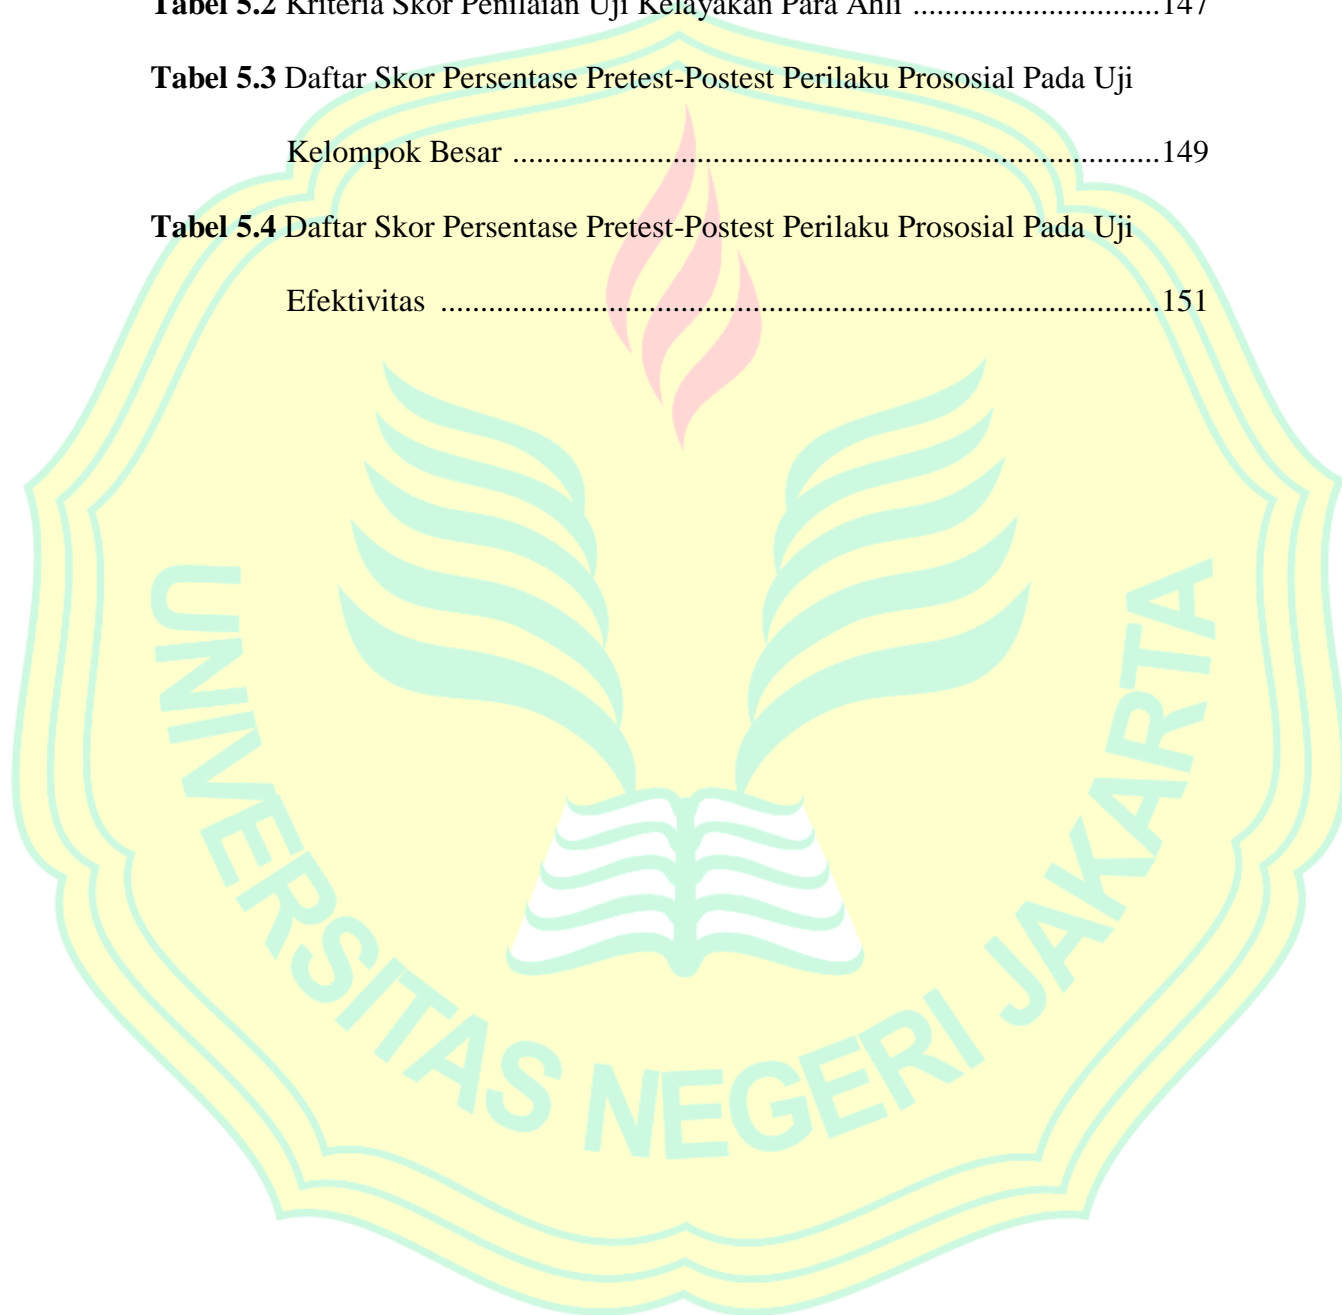 Tabel 5.2 Kriteria Skor Penilaian Uji Kelayakan Para Ahli ...............................147
Tabel 5.3 Daftar Skor Persentase Pretest-Postest Perilaku Prososial Pada Uji
Kelompok Besar .................................................................................149
Tabel 5.4 Daftar Skor Persentase Pretest-Postest Perilaku Prososial Pada Uji
Efektivitas ..........................................................................................151
UNIVERSITAS NEGERI JAKARTA